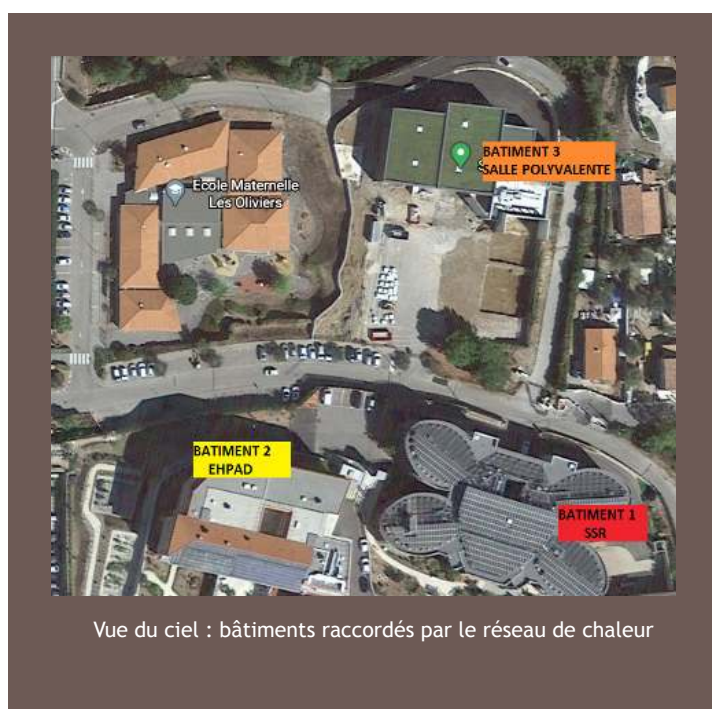 BATIMENT 3
SALLE POLYVALENTE
Ecole Maternelle
Les Oliviers
BATIMENT 2
EHPAD
BATIMENT 1
SSR
Vue du ciel : bâtiments raccordés par le réseau de chaleur